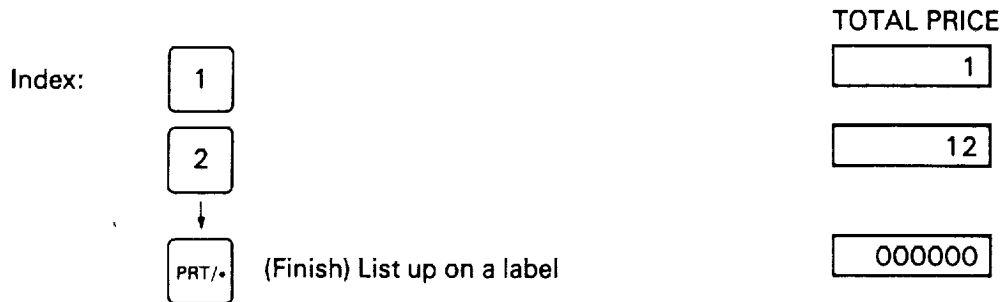 TOTAL PRICE
Index: 1 1
2 12
PRT/* (Finish) List up on a label 000000